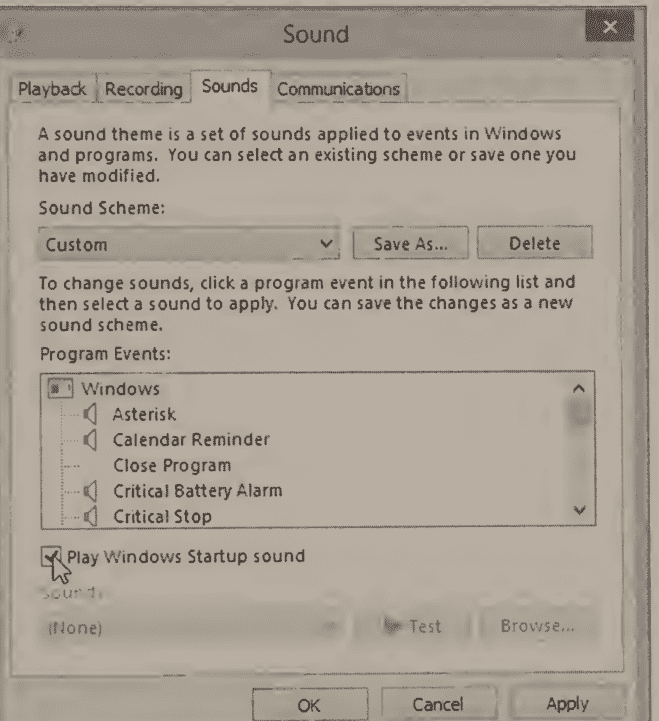 Sound
Playback Recording Sounds Communications
A sound theme is a set of sounds applied to events in Windows
and programs. You can select an existing scheme or save one you
have modified.
Sound Scheme:
Custom Save As... Delete
To change sounds, click a program event in the following list and
then select a sound to apply. You can save the changes as a new
sound scheme.
Program Events:
Windows
Asterisk
Calendar Reminder
Close Program
Critical Battery Alarm
Critical Stop
Play Windows Startup sound
Sounds:
(None) Test Browse...
OK Cancel Apply